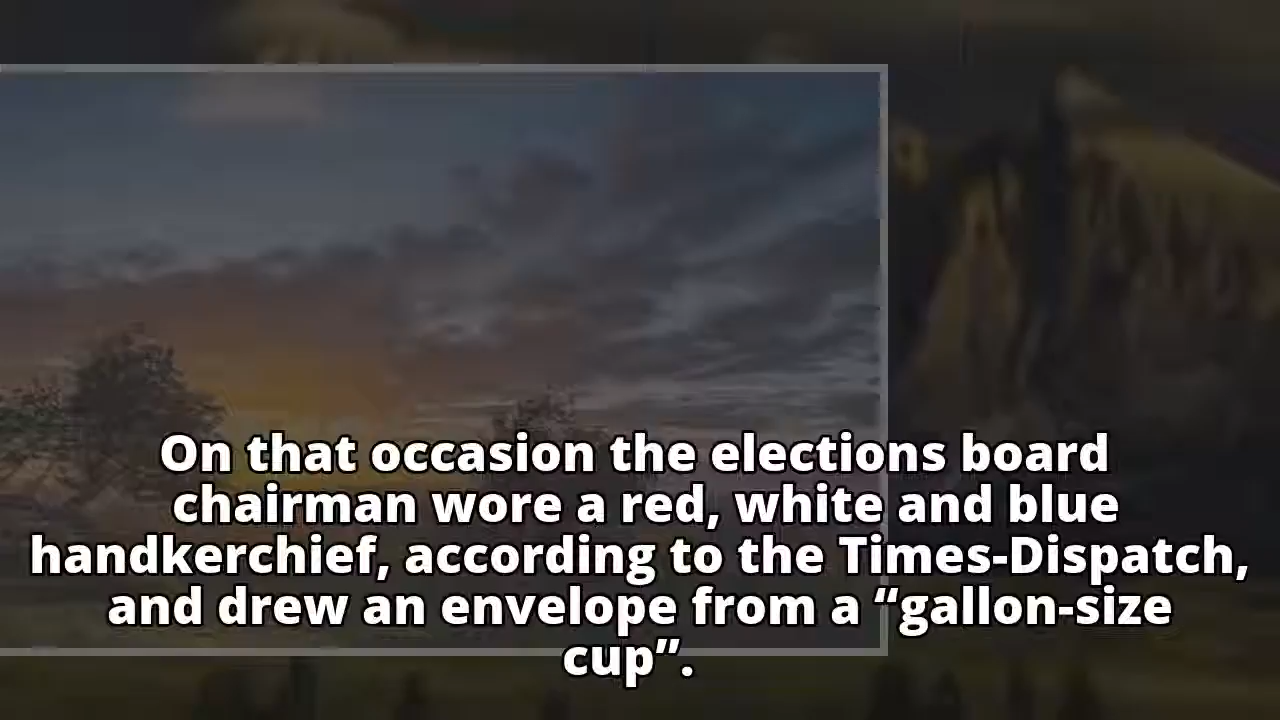 On that occasion the elections board
chairman wore a red, white and blue
handkerchief, according to the Times-Dispatch,
and drew an envelope from a “gallon-size
cup”.